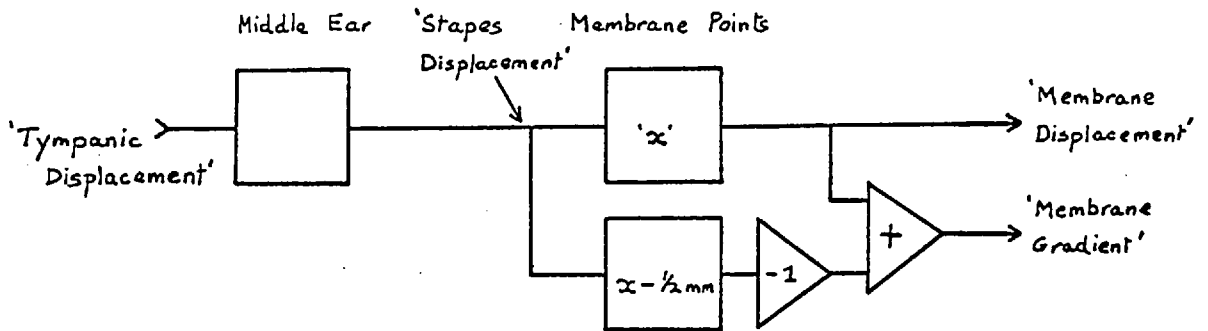 Middle Ear
'Stapes
Displacement'
Membrane Points
'Tympanic
Displacement'
'x'
'Membrane
Displacement'
x - ½mm
-1
+
'Membrane
Gradient'